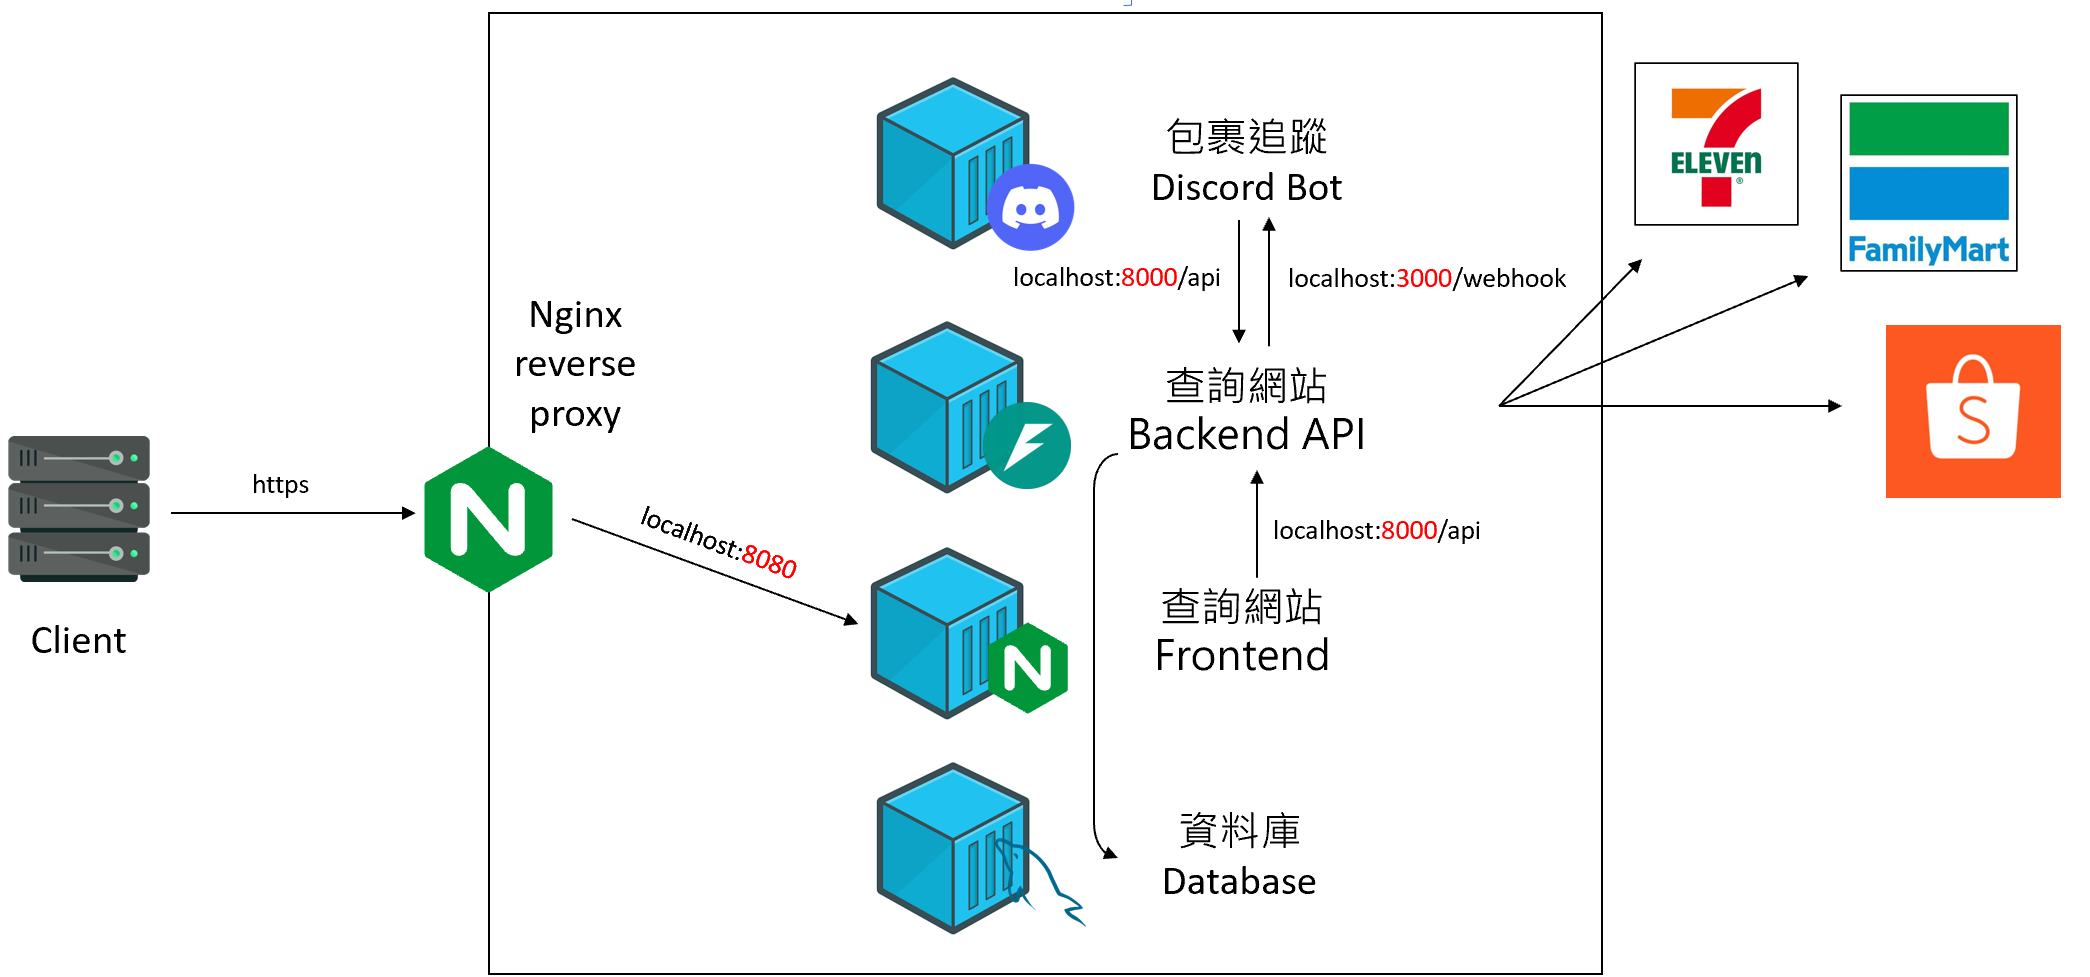 包裹追蹤
Discord Bot
localhost:8000/api
localhost:3000/webhook
7
ELEVEN
®
FamilyMart
Nginx
reverse
proxy
查詢網站
Backend API
S
https
N
localhost:8080
localhost:8000/api
Client
查詢網站
Frontend
N
資料庫
Database